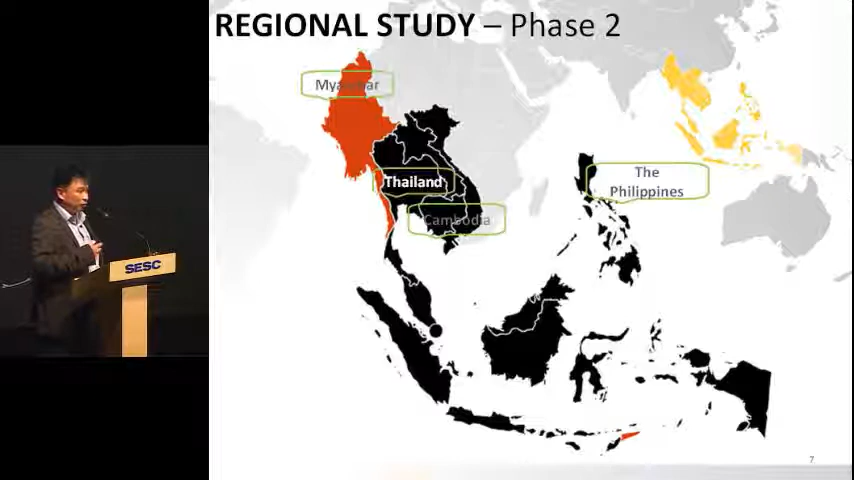 REGIONAL STUDY – Phase 2
Myanmar
Thailand
The
Philippines
Cambodia
SESC
7